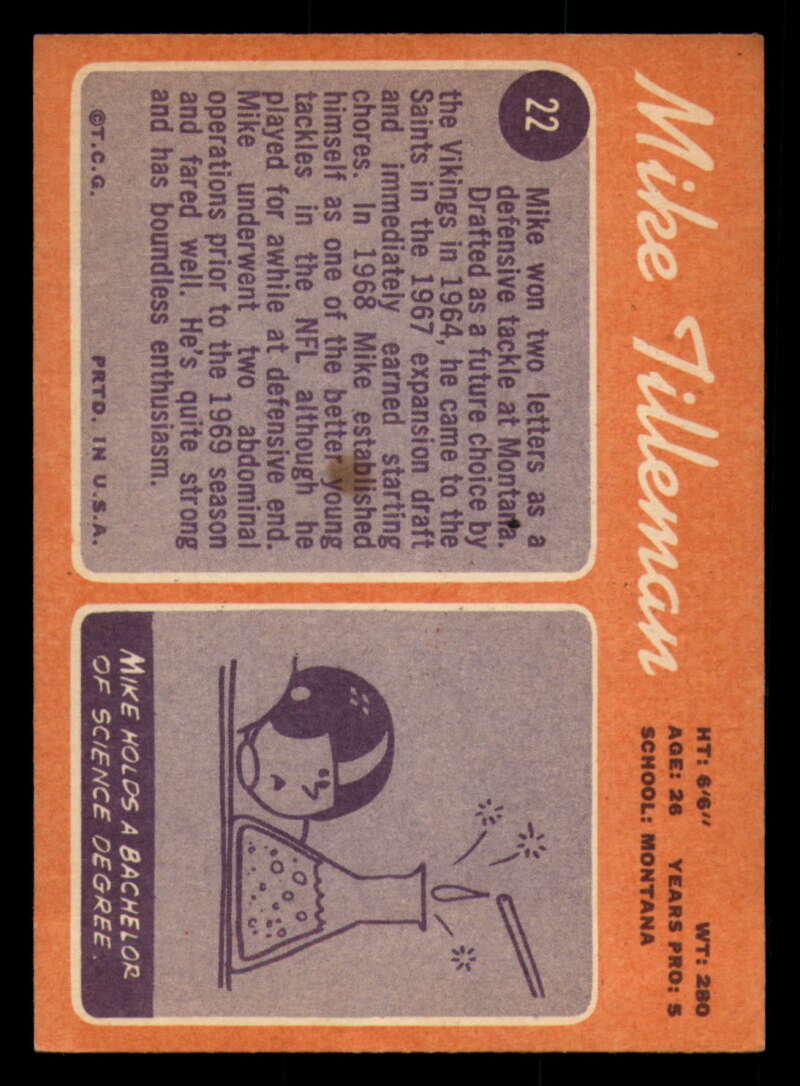 Mike Tilleman
HT: 6'6" WT: 280
AGE: 26 YEARS PRO: 5
SCHOOL: MONTANA
22
Mike won two letters as a
defensive tackle at Montana.
Drafted as a future choice by
the Vikings in 1964, he came to the
Saints in the 1967 expansion draft
and immediately earned starting
chores. In 1968 Mike established
himself as one of the better young
tackles in the NFL although he
played for awhile at defensive end.
Mike underwent two abdominal
operations prior to the 1969 season
and fared well. He's quite strong
and has boundless enthusiasm.
©T.C.G. PRTD. IN U.S.A.
MIKE HOLDS A BACHELOR
OF SCIENCE DEGREE.